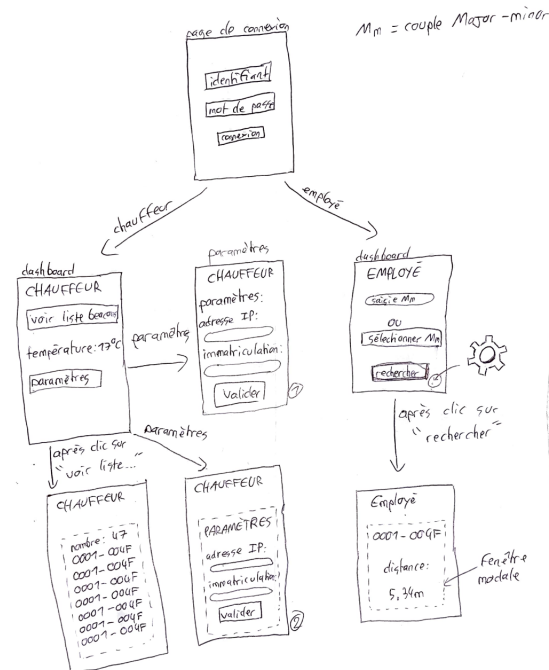 page de connexion
Mm = couple Major-minor
identifiant
mot de passe
connexion
chauffeur
employé
dashboard
CHAUFFEUR
voir liste beacons
température: 17°C
paramètres
paramètre
paramètres
CHAUFFEUR
paramètres:
adresse IP:
immatriculation:
valider
1
dashboard
EMPLOYÉ
saisie Mm
ou
sélectionner Mm
rechercher
après clic sur
"voir liste..."
paramètres
après clic sur
"rechercher"
CHAUFFEUR
nombre: 47
0001-004F
0001-004F
0001-004F
0001-004F
0001-004F
0001-004F
0001-004F
CHAUFFEUR
PARAMÈTRES
adresse IP:
immatriculation:
valider
2
Employé
0001-004F
distance:
5,34m
Fenêtre
modale